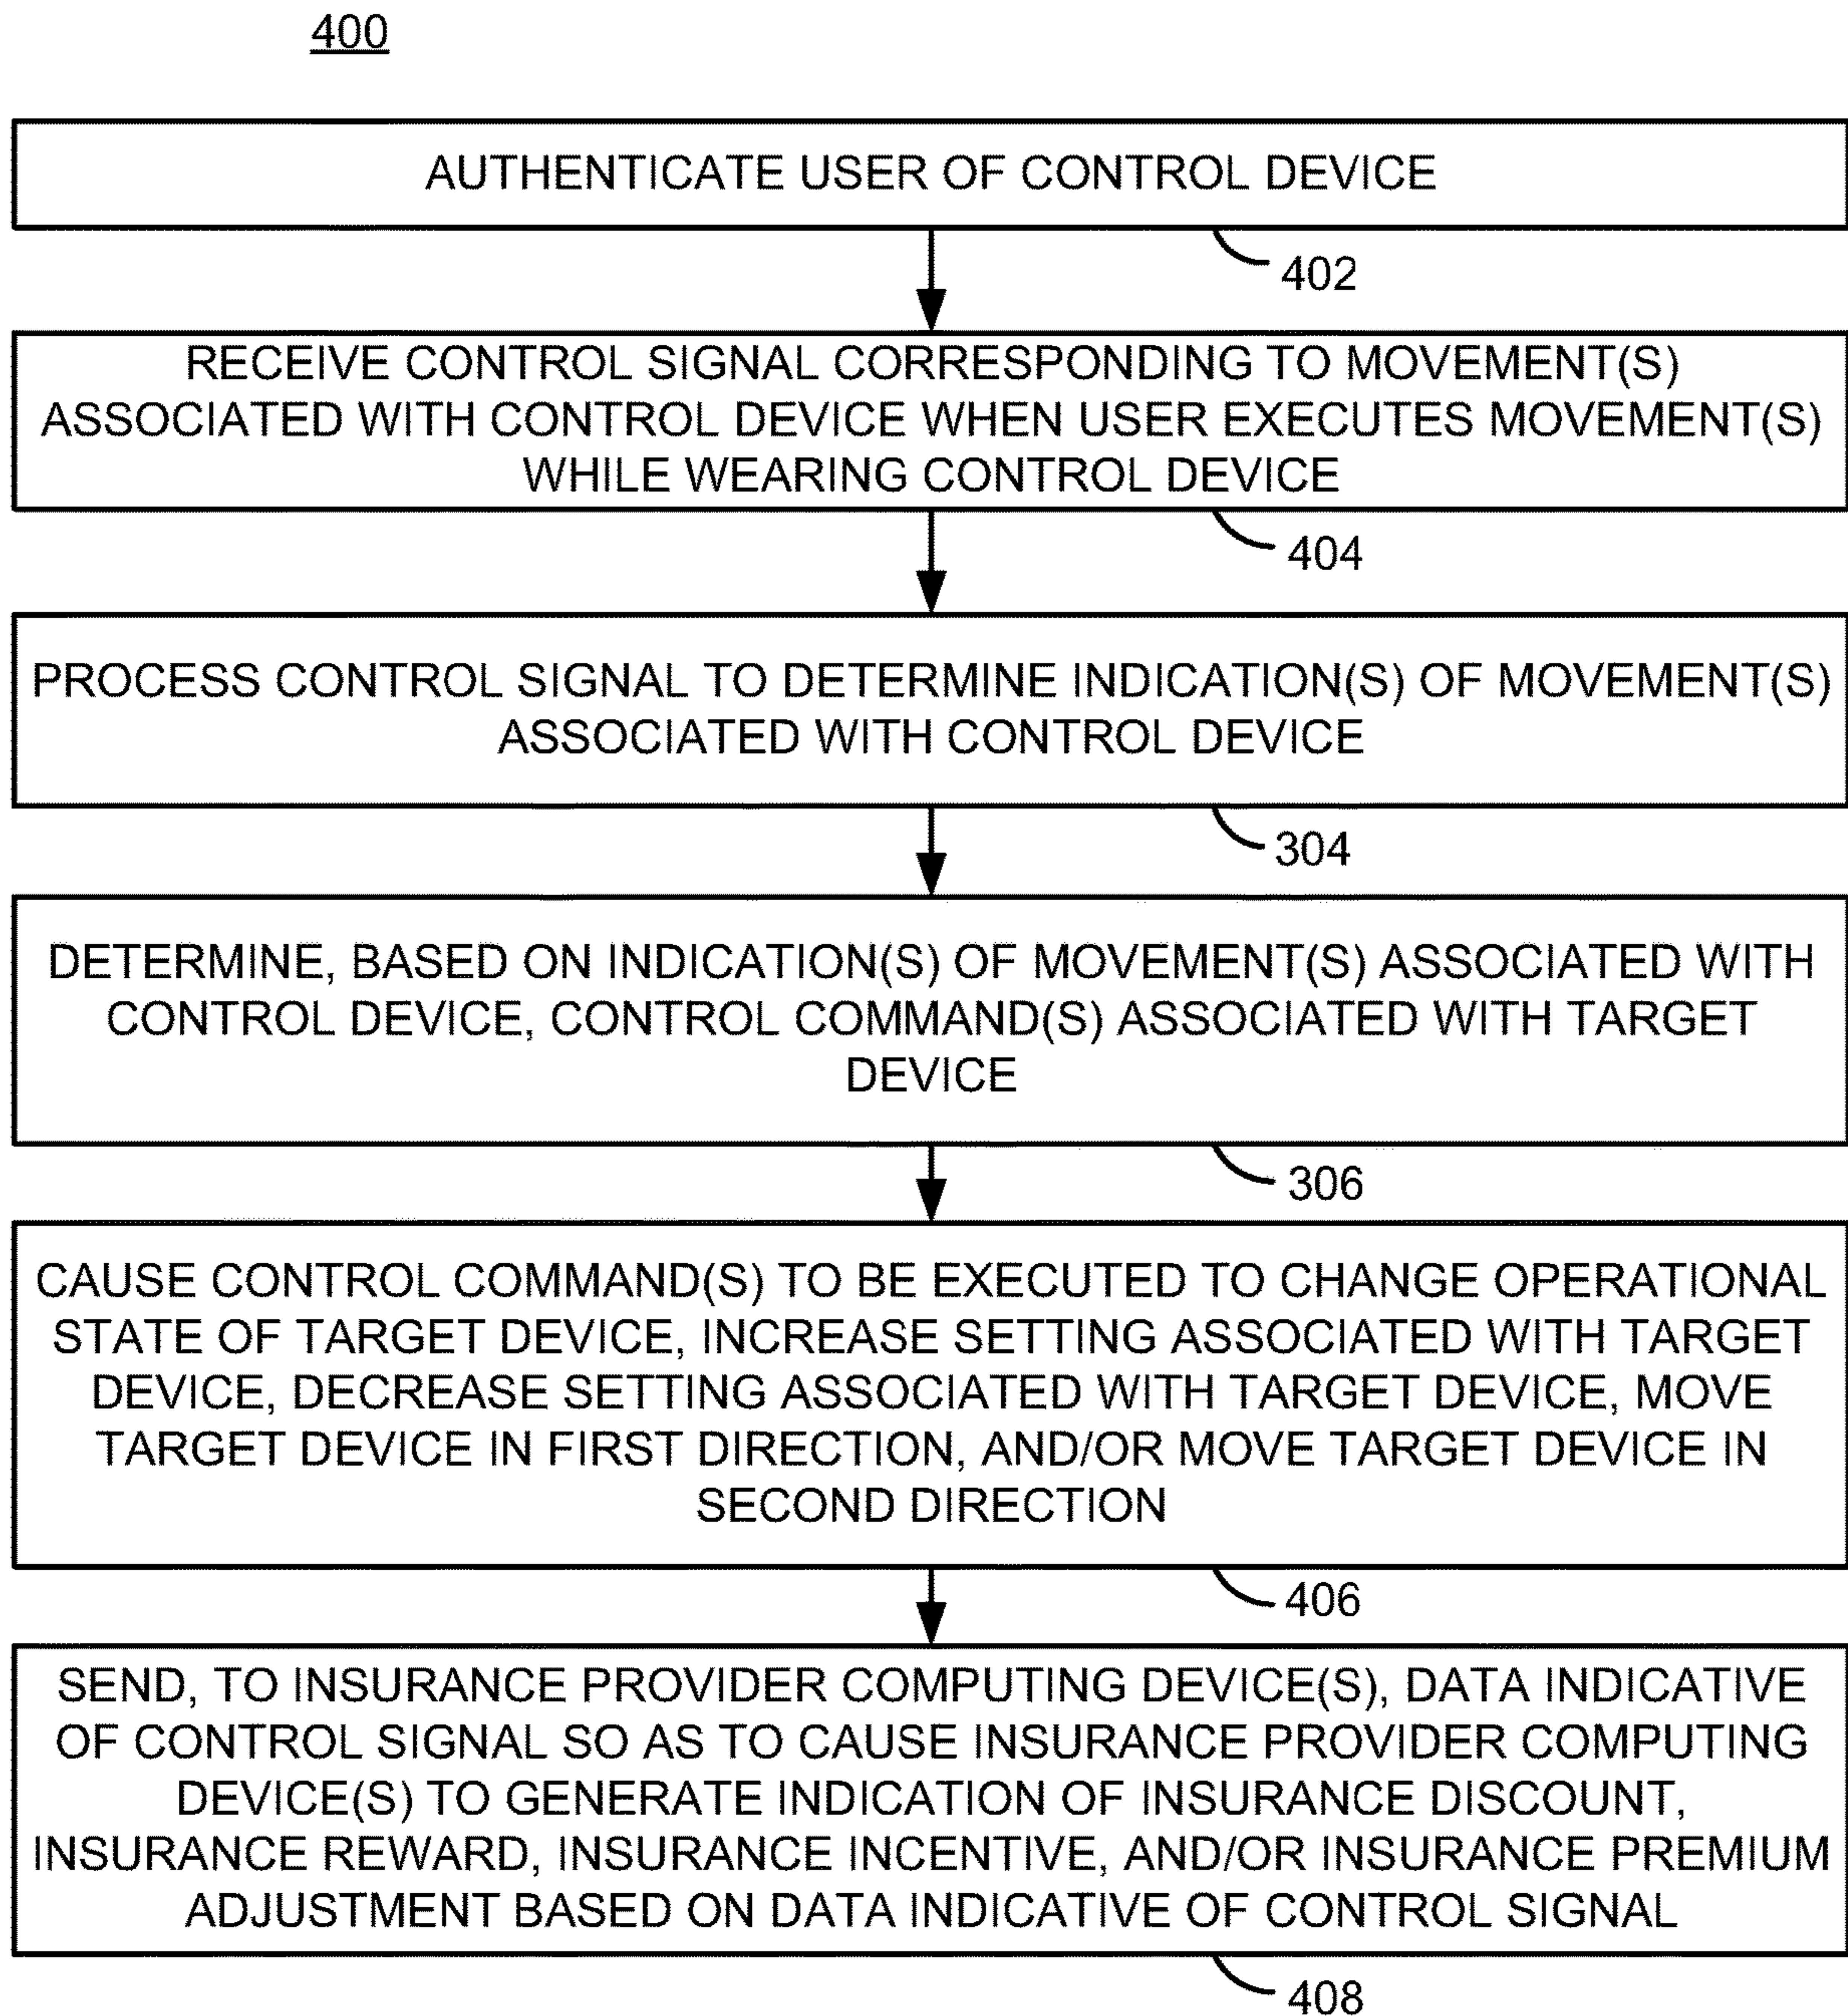 400
AUTHENTICATE USER OF CONTROL DEVICE
402
RECEIVE CONTROL SIGNAL CORRESPONDING TO MOVEMENT(S)
ASSOCIATED WITH CONTROL DEVICE WHEN USER EXECUTES MOVEMENT(S)
WHILE WEARING CONTROL DEVICE
404
PROCESS CONTROL SIGNAL TO DETERMINE INDICATION(S) OF MOVEMENT(S)
ASSOCIATED WITH CONTROL DEVICE
304
DETERMINE, BASED ON INDICATION(S) OF MOVEMENT(S) ASSOCIATED WITH
CONTROL DEVICE, CONTROL COMMAND(S) ASSOCIATED WITH TARGET
DEVICE
306
CAUSE CONTROL COMMAND(S) TO BE EXECUTED TO CHANGE OPERATIONAL
STATE OF TARGET DEVICE, INCREASE SETTING ASSOCIATED WITH TARGET
DEVICE, DECREASE SETTING ASSOCIATED WITH TARGET DEVICE, MOVE
TARGET DEVICE IN FIRST DIRECTION, AND/OR MOVE TARGET DEVICE IN
SECOND DIRECTION
406
SEND, TO INSURANCE PROVIDER COMPUTING DEVICE(S), DATA INDICATIVE
OF CONTROL SIGNAL SO AS TO CAUSE INSURANCE PROVIDER COMPUTING
DEVICE(S) TO GENERATE INDICATION OF INSURANCE DISCOUNT,
INSURANCE REWARD, INSURANCE INCENTIVE, AND/OR INSURANCE PREMIUM
ADJUSTMENT BASED ON DATA INDICATIVE OF CONTROL SIGNAL
408